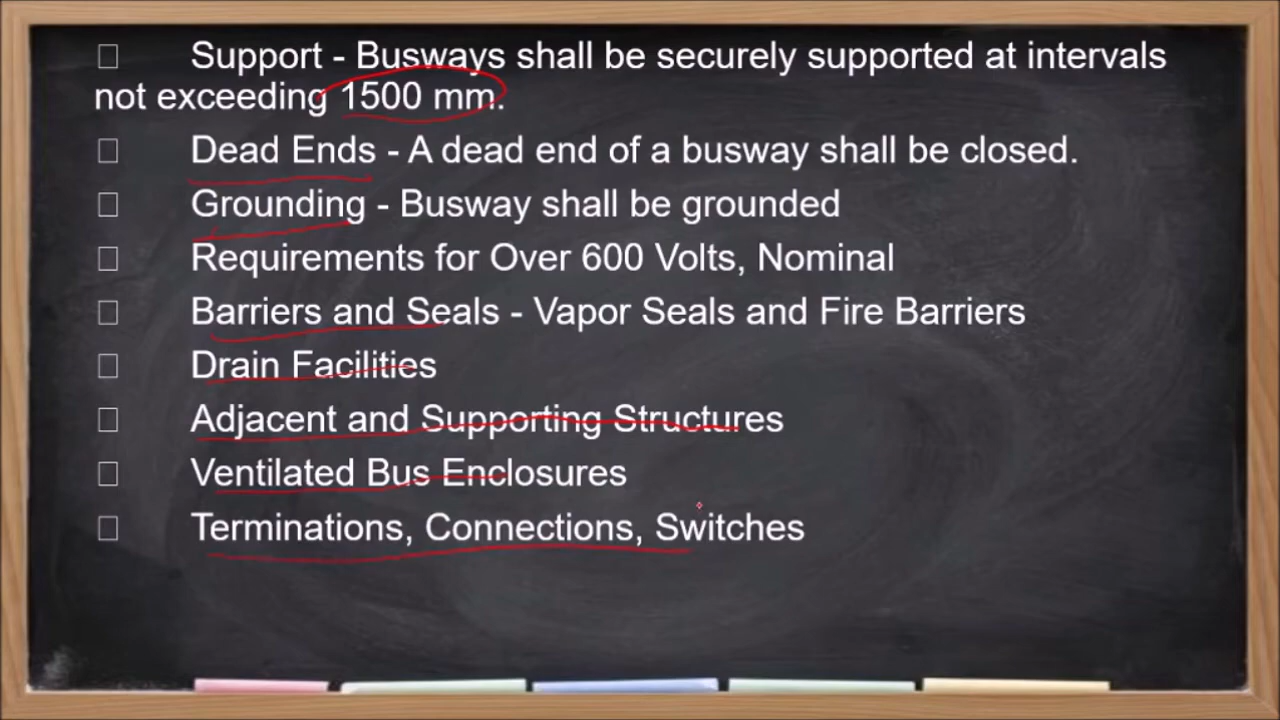 Support - Busways shall be securely supported at intervals
not exceeding 1500 mm.
Dead Ends - A dead end of a busway shall be closed.
Grounding - Busway shall be grounded
Requirements for Over 600 Volts, Nominal
Barriers and Seals - Vapor Seals and Fire Barriers
Drain Facilities
Adjacent and Supporting Structures
Ventilated Bus Enclosures
Terminations, Connections, Switches